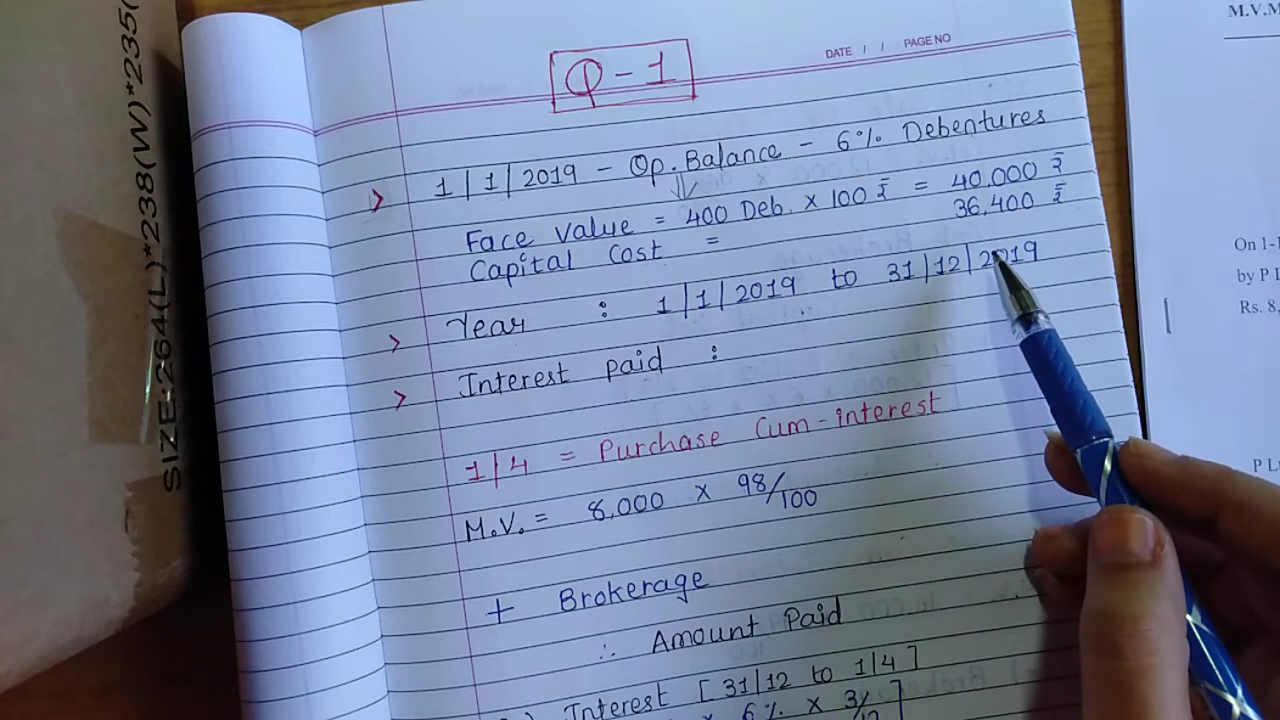 SIZE:264(L)*238(W)*235(
M.V.M
DATE / / PAGE NO
Q - 1
> 1/1/2019 - Op. Balance - 6% Debentures
Face value = 400 Deb. x 100 ₹ = 40,000 ₹
Capital Cost = 36,400 ₹
> Year : 1/1/2019 to 31/12/2019
> Interest paid :
1/4 = Purchase Cum-interest
M.V. = 8,000 x 98/100
+ Brokerage
∴ Amount Paid
Interest [31/12 to 1/4]
x 6% x 3/12]
On 1-
by P
Rs. 8,
P L